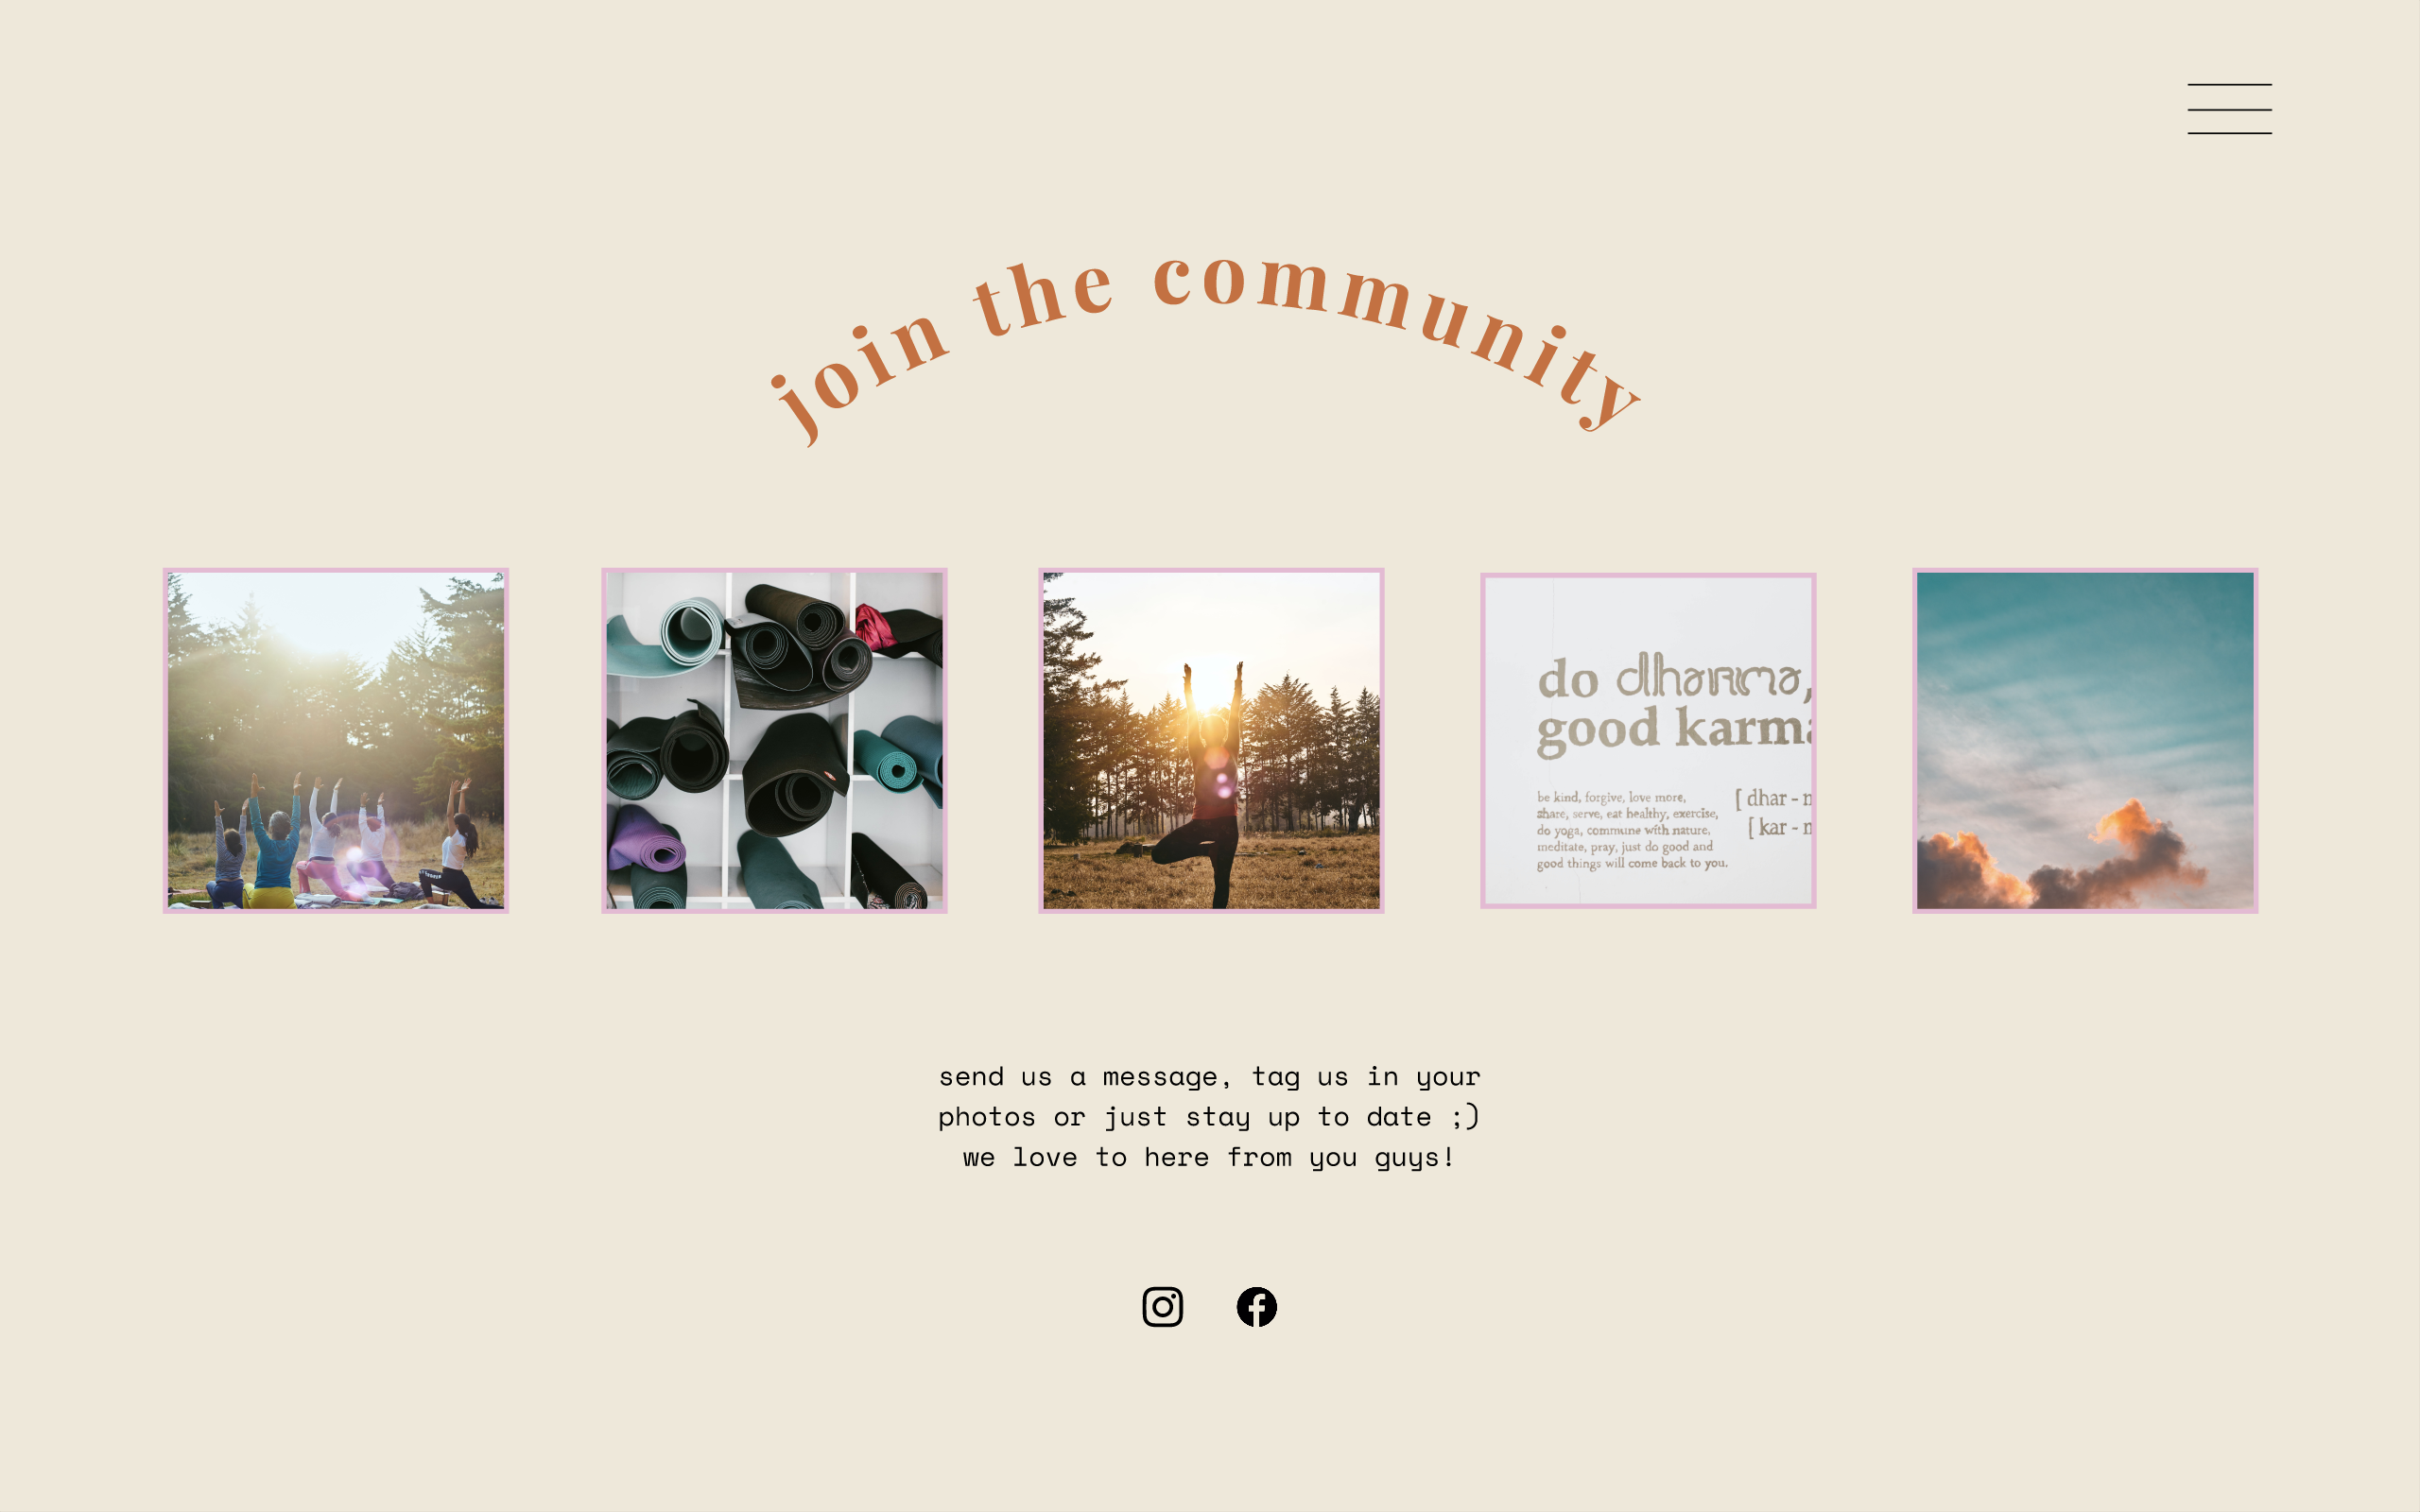 join the community
do dharma,
good karma
be kind, forgive, love more,
share, serve, eat healthy, exercise,
do yoga, commune with nature,
meditate, pray, just do good and
good things will come back to you.
[ dhar -
[ kar -
send us a message, tag us in your
photos or just stay up to date ;)
we love to here from you guys!